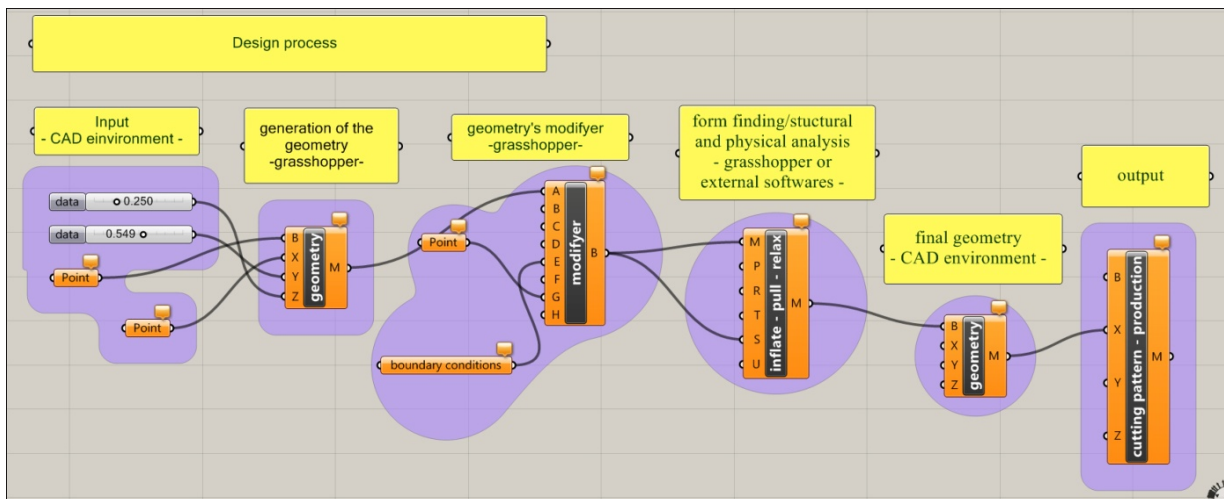 Design process
Input
- CAD einvironment -
generation of the
geometry
-grasshopper-
geometry's modifyer
-grasshopper-
form finding/stuctural
and physical analysis
- grasshopper or
external softwares -
output
final geometry
- CAD environment -
data 0.250
data 0.549
Point
Point
B
X
Y
Z
geometry
M
Point
boundary conditions
A
B
C
D
E
F
G
H
modifyer
B
M
P
R
T
S
U
inflate - pull - relax
M
B
X
Y
Z
geometry
M
B
X
Y
Z
cutting pattern - production
M